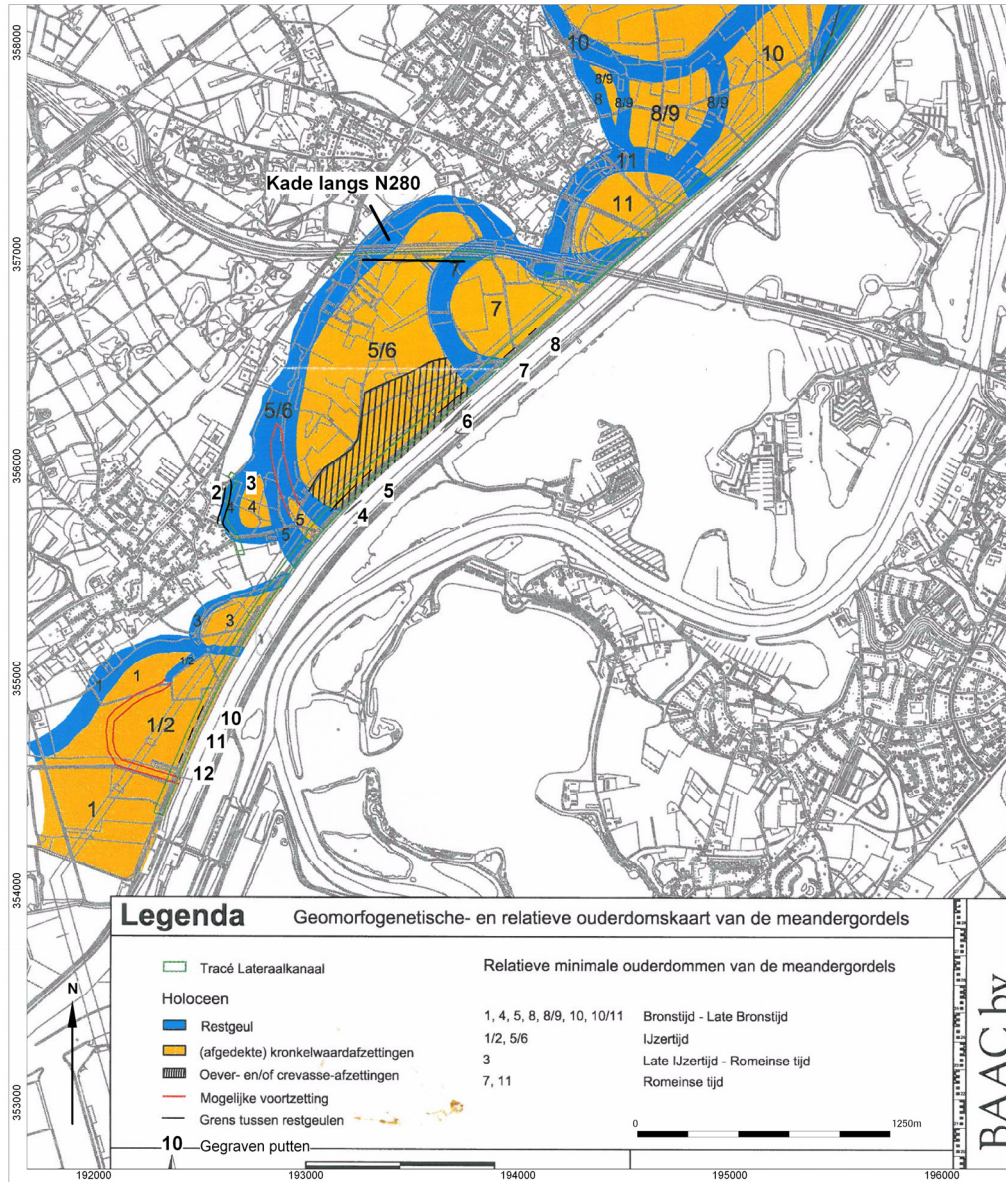 358000
357000
356000
355000
354000
353000
10
10
8/9
8
8/9
8/9
8/9
11
11
Kade langs N280
7
7
5/6
8
7
6
5/6
2
3
4
4
5
5
5
4
3
3
1/2
1
1
1/2
10
11
12
1
Legenda Geomorfogenetische- en relatieve ouderdomskaart van de meandergordels
Tracé Lateraalkanaal
Relatieve minimale ouderdommen van de meandergordels
Holoceen
Restgeul
1, 4, 5, 8, 8/9, 10, 10/11 Bronstijd - Late Bronstijd
(afgedekte) kronkelwaardafzettingen
1/2, 5/6 IJzertijd
Oever- en/of crevasse-afzettingen
3 Late IJzertijd - Romeinse tijd
Mogelijke voortzetting
7, 11 Romeinse tijd
Grens tussen restgeulen
10 Gegraven putten
N
0 1250m
BAAC bv
192000 193000 194000 195000 196000